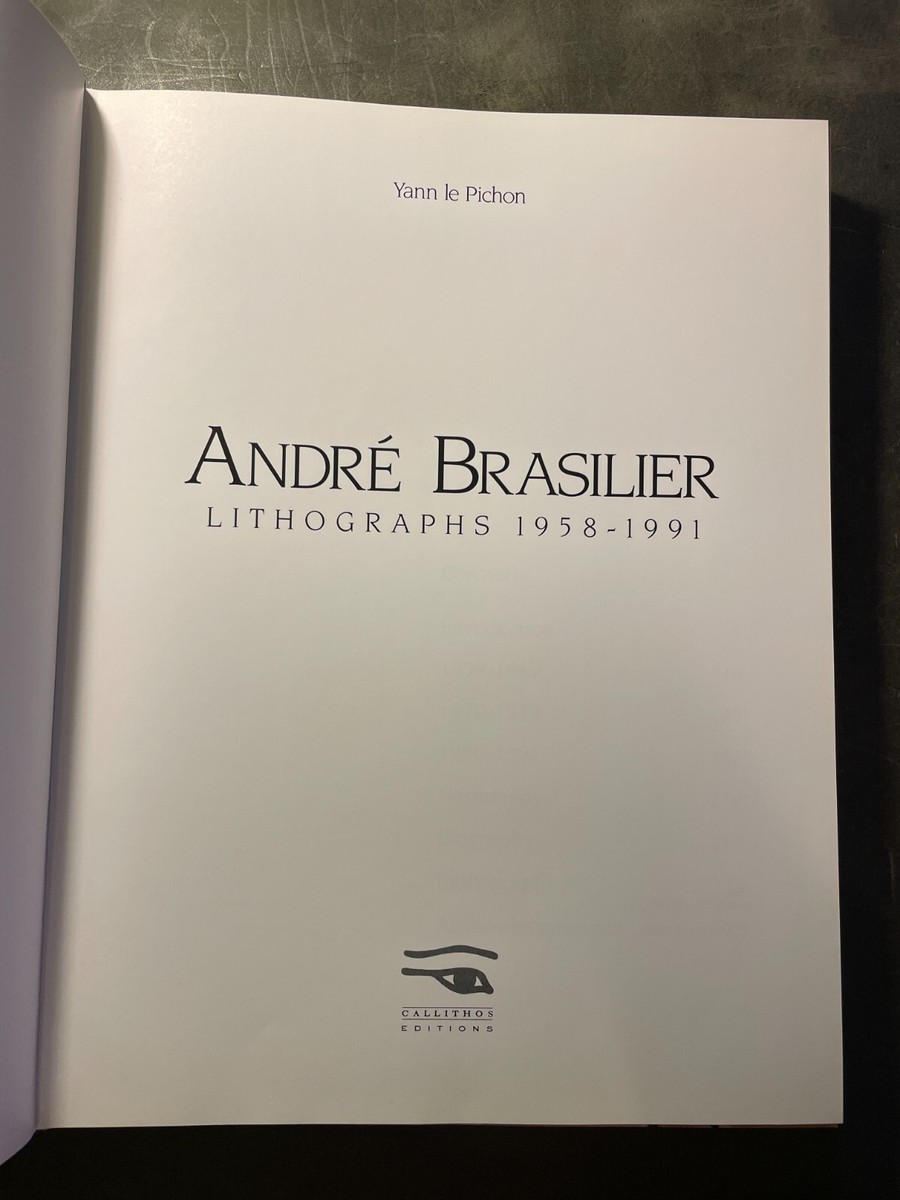 Yann le Pichon
ANDRÉ BRASILIER
LITHOGRAPHS 1958-1991
CALLITHOS
EDITIONS